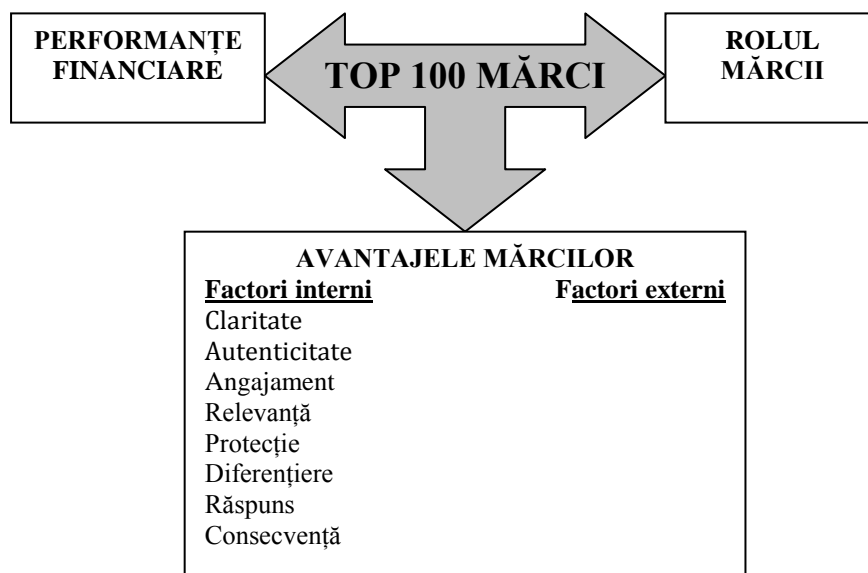 PERFORMANȚE
FINANCIARE
TOP 100 MĂRCI
ROLUL
MĂRCII
AVANTAJELE MĂRCILOR
Factori interni Factori externi
Claritate
Autenticitate
Angajament
Relevanță
Protecție
Diferențiere
Răspuns
Consecvență